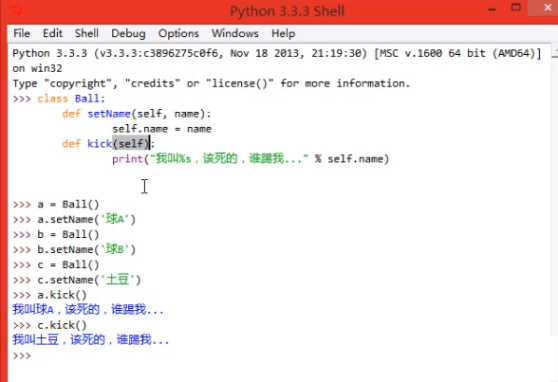 Python 3.3.3 Shell
File Edit Shell Debug Options Windows Help
Python 3.3.3 (v3.3.3:c3896275c0f6, Nov 18 2013, 21:19:30) [MSC v.1600 64 bit (AMD64)]
on win32
Type "copyright", "credits" or "license()" for more information.
>>> class Ball:
        def setName(self, name):
                self.name = name
        def kick(self):
                print("我叫%s，该死的，谁踢我..." % self.name)
>>> a = Ball()
>>> a.setName('球A')
>>> b = Ball()
>>> b.setName('球B')
>>> c = Ball()
>>> c.setName('土豆')
>>> a.kick()
我叫球A，该死的，谁踢我...
>>> c.kick()
我叫土豆，该死的，谁踢我...
>>>